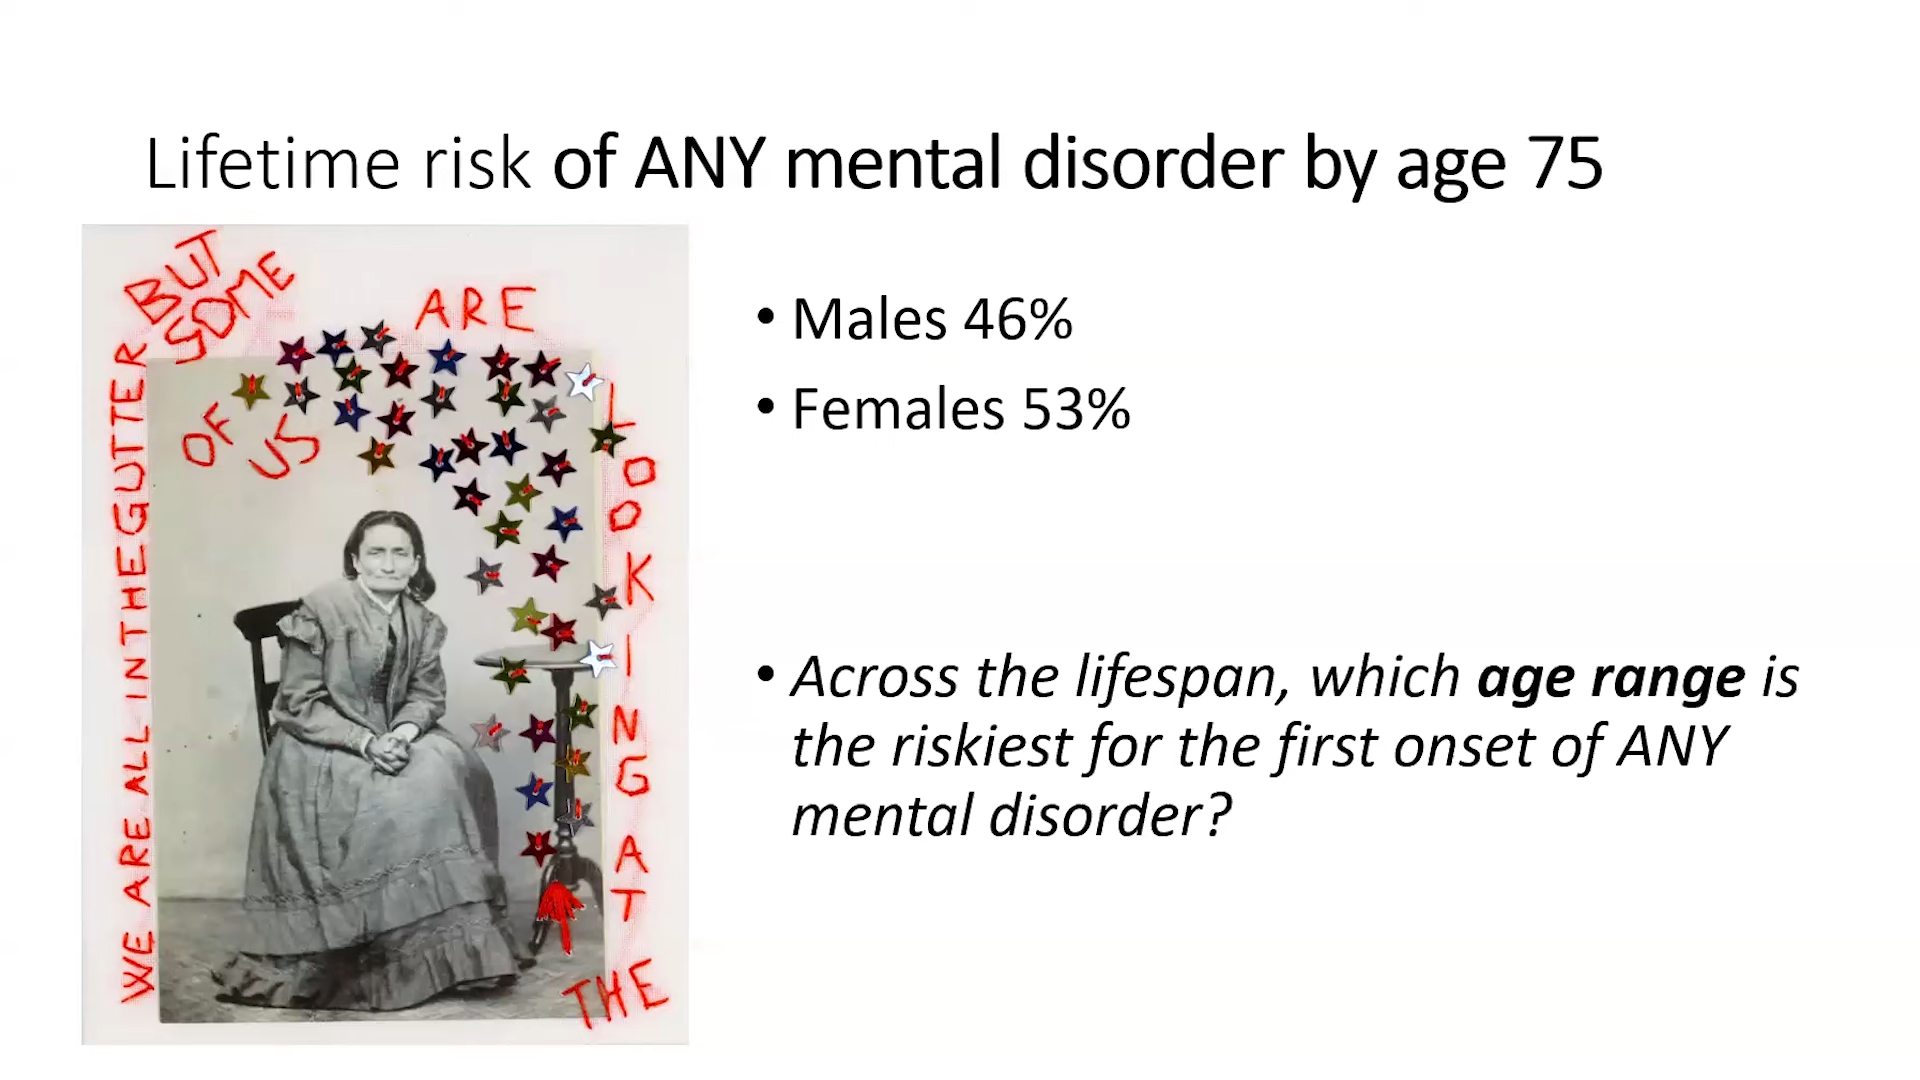 Lifetime risk of ANY mental disorder by age 75
WE ARE ALL IN THE GUTTER
BUT
SOME
OF
US
ARE
LOOKING AT
THE
• Males 46%
• Females 53%
• Across the lifespan, which age range is
the riskiest for the first onset of ANY
mental disorder?